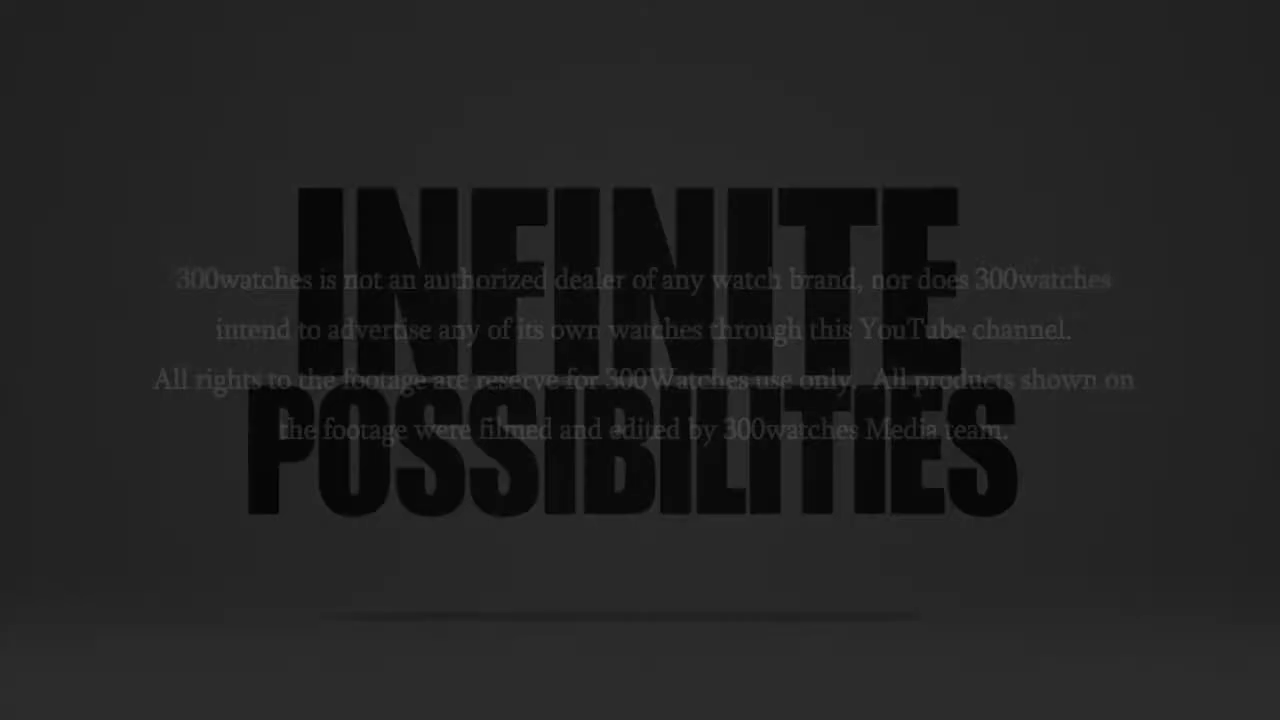 INFINITE
POSSIBILITIES
300watches is not an authorized dealer of any watch brand, nor does 300watches
intend to advertise any of its own watches through this YouTube channel.
All rights to the footage are reserve for 300Watches use only. All products shown on
the footage were filmed and edited by 300watches Media team.